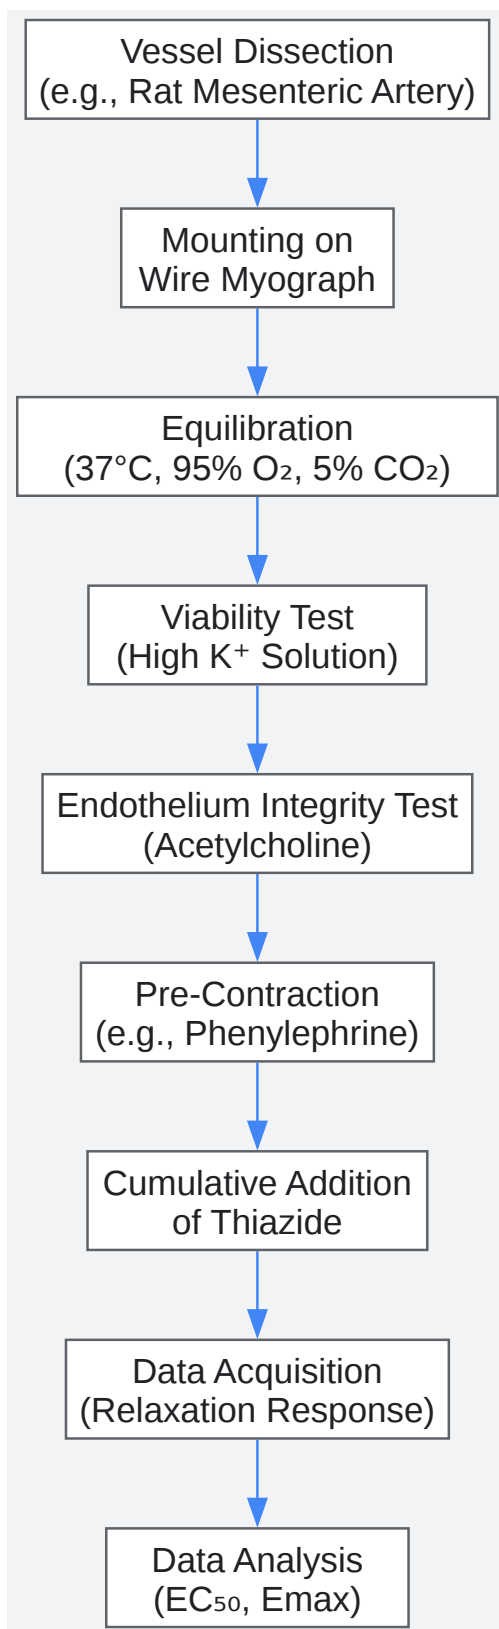 Vessel Dissection
(e.g., Rat Mesenteric Artery)
Mounting on
Wire Myograph
Equilibration
(37°C, 95% O₂, 5% CO₂)
Viability Test
(High K⁺ Solution)
Endothelium Integrity Test
(Acetylcholine)
Pre-Contraction
(e.g., Phenylephrine)
Cumulative Addition
of Thiazide
Data Acquisition
(Relaxation Response)
Data Analysis
(EC₅₀, Emax)